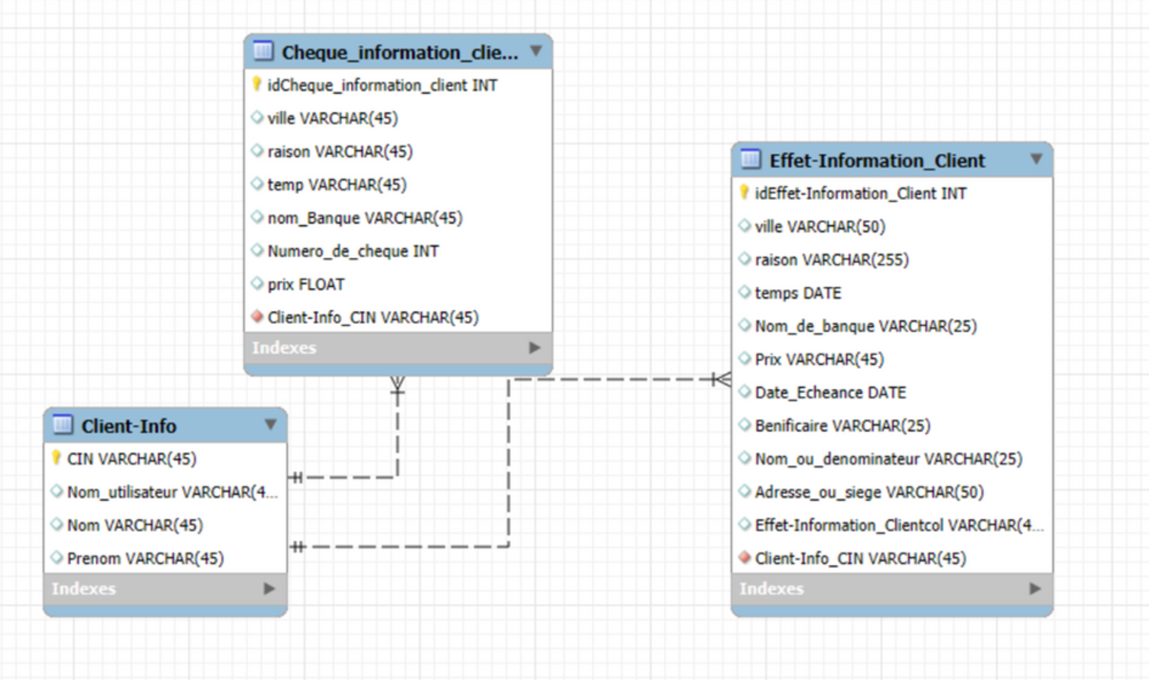 Cheque_information_clie...
idCheque_information_client INT
ville VARCHAR(45)
raison VARCHAR(45)
temp VARCHAR(45)
nom_Banque VARCHAR(45)
Numero_de_cheque INT
prix FLOAT
Client-Info_CIN VARCHAR(45)
Indexes
Client-Info
CIN VARCHAR(45)
Nom_utilisateur VARCHAR(4...
Nom VARCHAR(45)
Prenom VARCHAR(45)
Indexes
Effet-Information_Client
idEffet-Information_Client INT
ville VARCHAR(50)
raison VARCHAR(255)
temps DATE
Nom_de_banque VARCHAR(25)
Prix VARCHAR(45)
Date_Echeance DATE
Benificaire VARCHAR(25)
Nom_ou_denominateur VARCHAR(25)
Adresse_ou_siege VARCHAR(50)
Effet-Information_Clientcol VARCHAR(4...
Client-Info_CIN VARCHAR(45)
Indexes